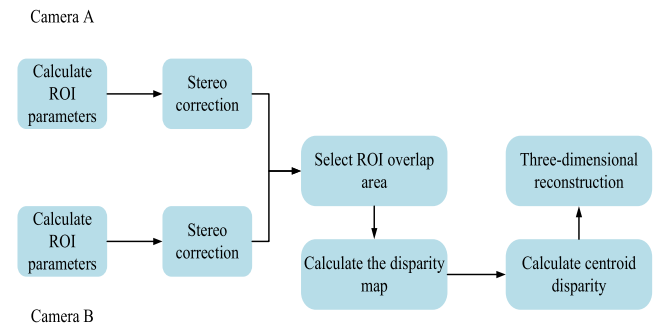 Camera A
Calculate
ROI
parameters
Stereo
correction
Select ROI overlap
area
Three-dimensional
reconstruction
Calculate
ROI
parameters
Stereo
correction
Calculate the disparity
map
Calculate centroid
disparity
Camera B